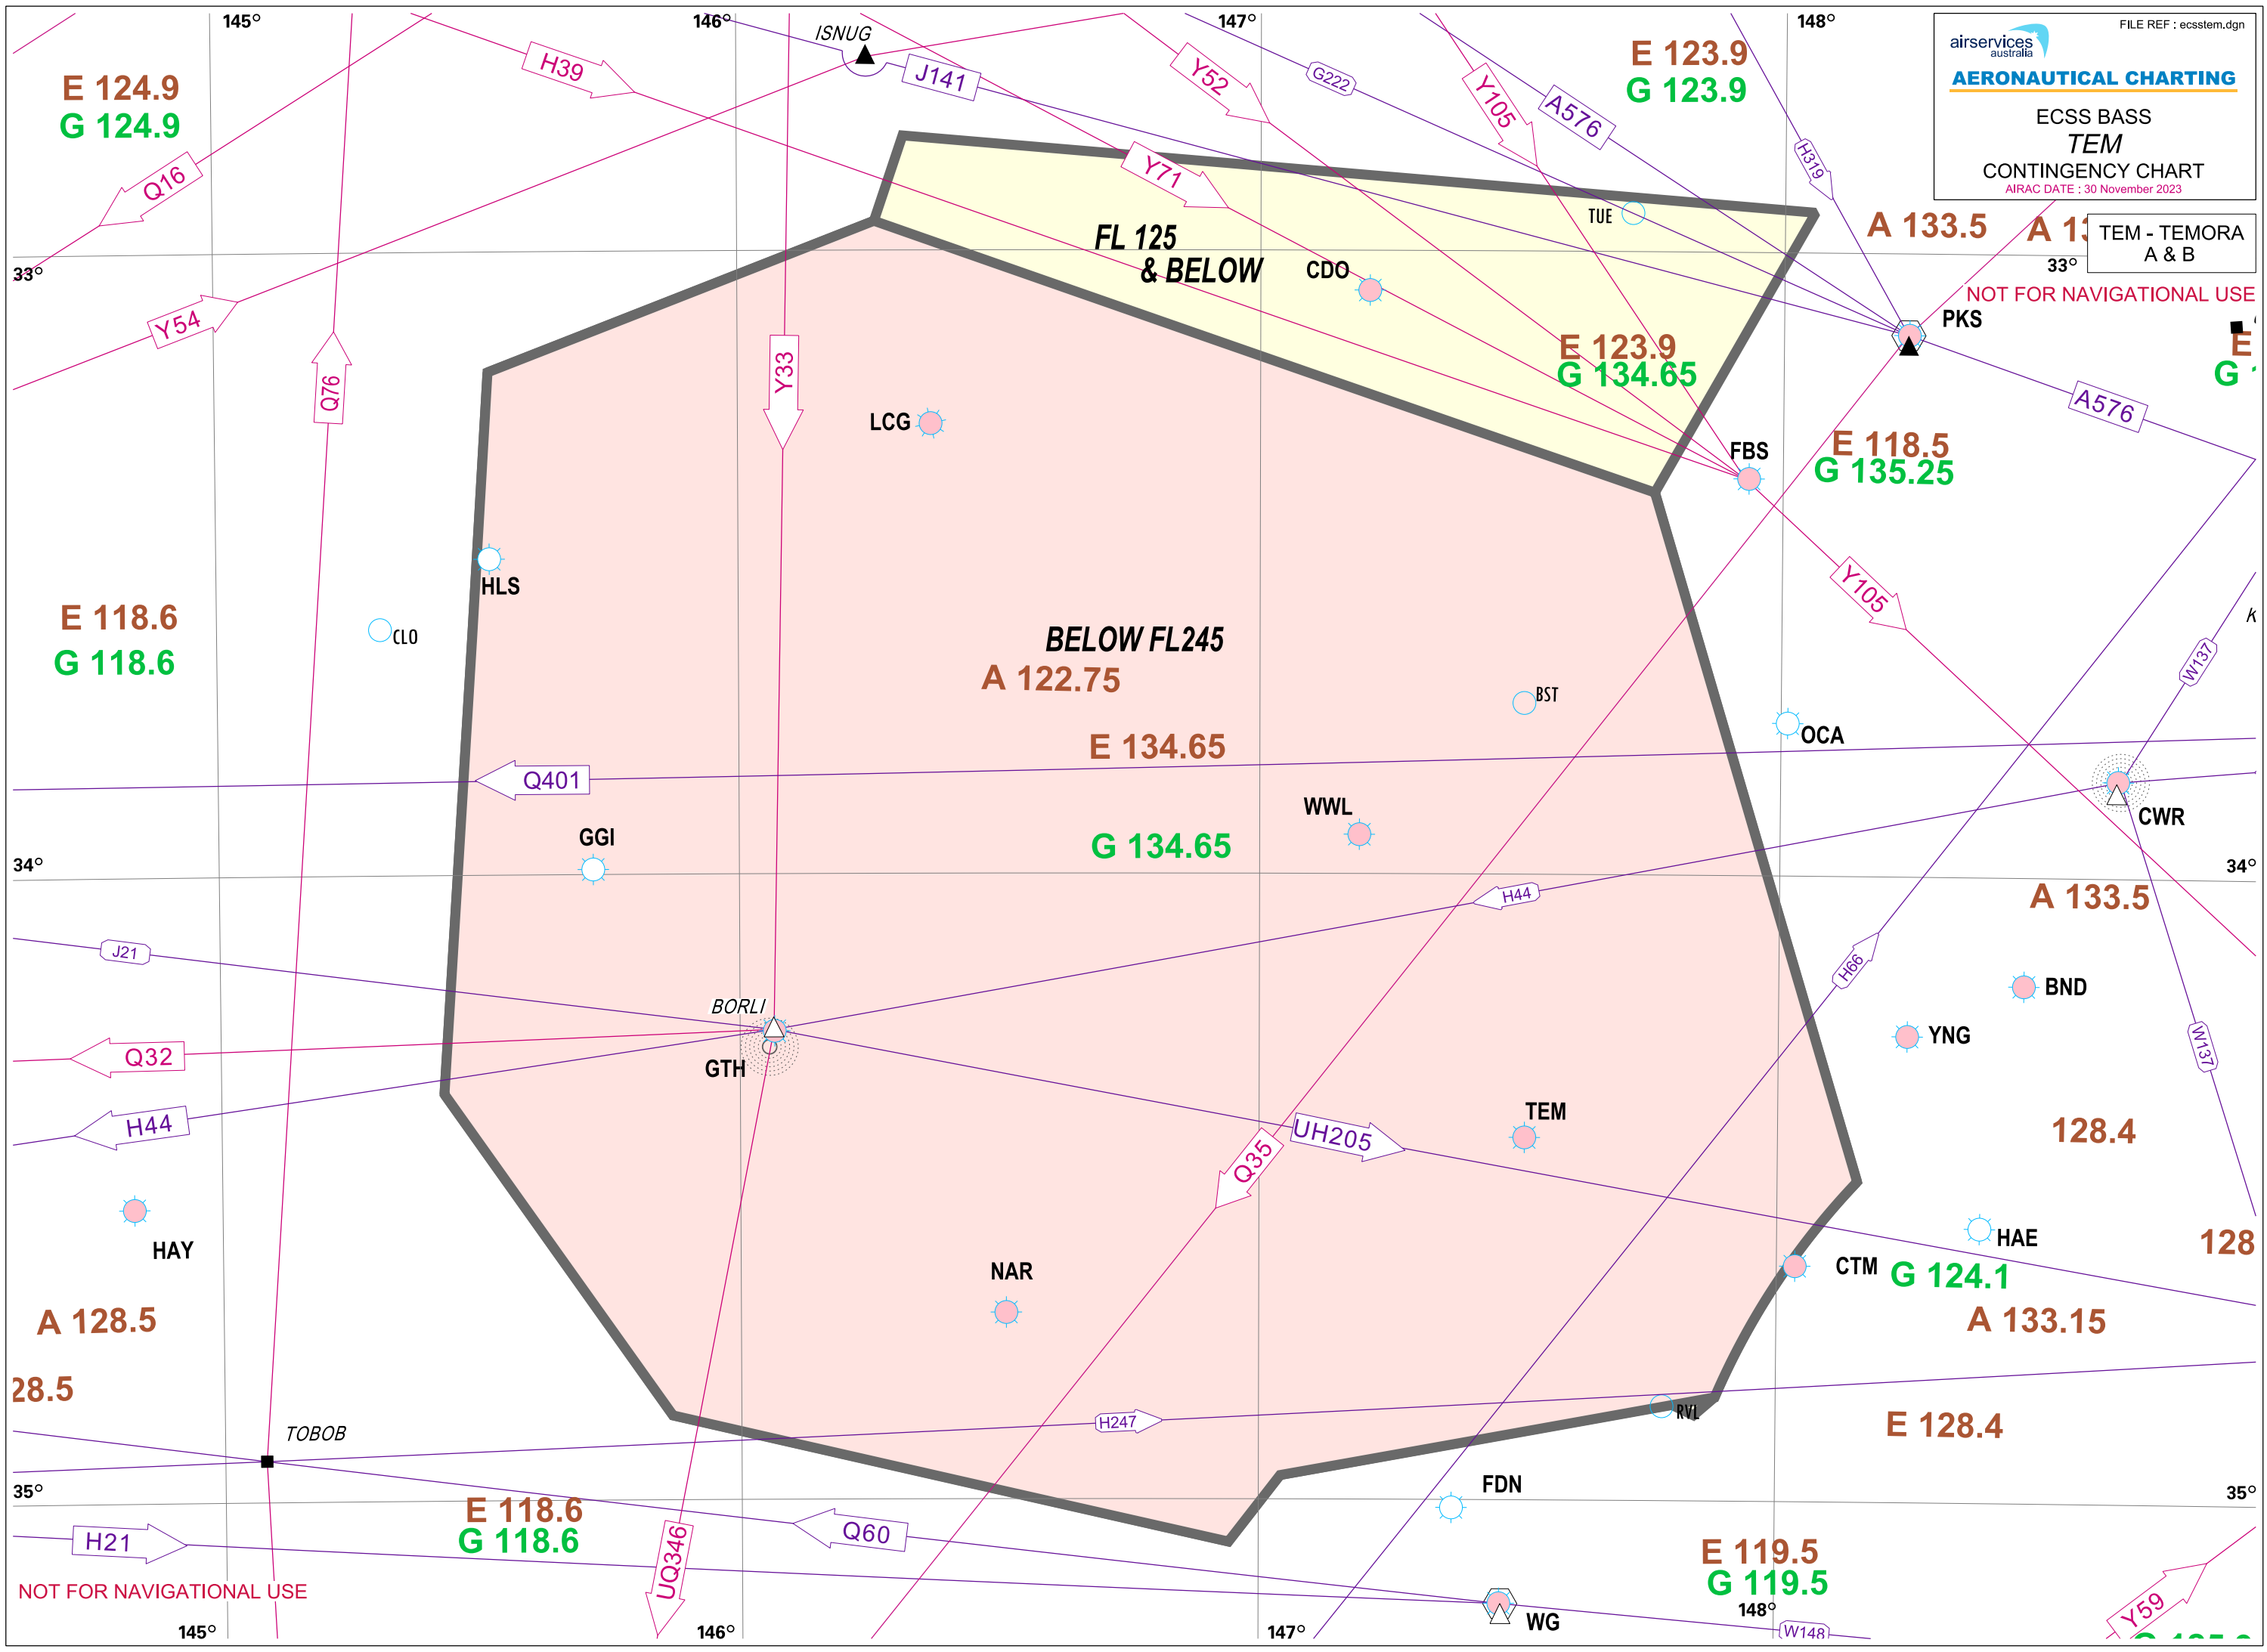 145°
146°
147°
148°
ISNUG
FILE REF : ecsstem.dgn
airservices
australia
AERONAUTICAL CHARTING
ECSS BASS
TEM
CONTINGENCY CHART
AIRAC DATE : 30 November 2023
TEM - TEMORA
A & B
NOT FOR NAVIGATIONAL USE
E 124.9
G 124.9
H39
J141
Y52
G222
Y105
A576
E 123.9
G 123.9
H319
Q16
Y71
TUE
A 133.5
33°
33°
FL 125
& BELOW
CDO
Y54
Q76
Y33
E 123.9
G 134.65
PKS
A576
LCG
FBS
E 118.5
G 135.25
HLS
Y105
E 118.6
G 118.6
CLO
BELOW FL245
A 122.75
BST
W137
OCA
E 134.65
Q401
WWL
CWR
GGI
G 134.65
34°
34°
H44
A 133.5
J21
H66
BND
BORLI
YNG
Q32
GTH
W137
H44
TEM
UH205
128.4
Q35
HAY
HAE
128
NAR
CTM
G 124.1
A 128.5
A 133.15
28.5
RVL
H247
E 128.4
TOBOB
35°
35°
FDN
E 118.6
G 118.6
H21
Q60
UQ346
E 119.5
G 119.5
NOT FOR NAVIGATIONAL USE
WG
W148
Y59
145°
146°
147°
148°